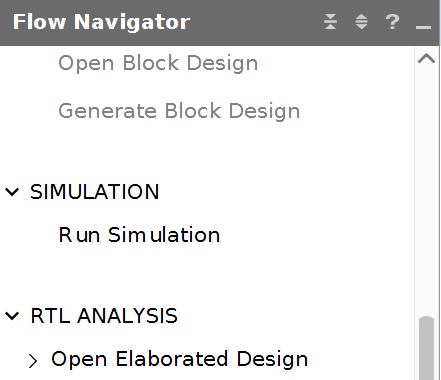 Flow Navigator ?
Open Block Design
Generate Block Design
SIMULATION
Run Simulation
RTL ANALYSIS
Open Elaborated Design